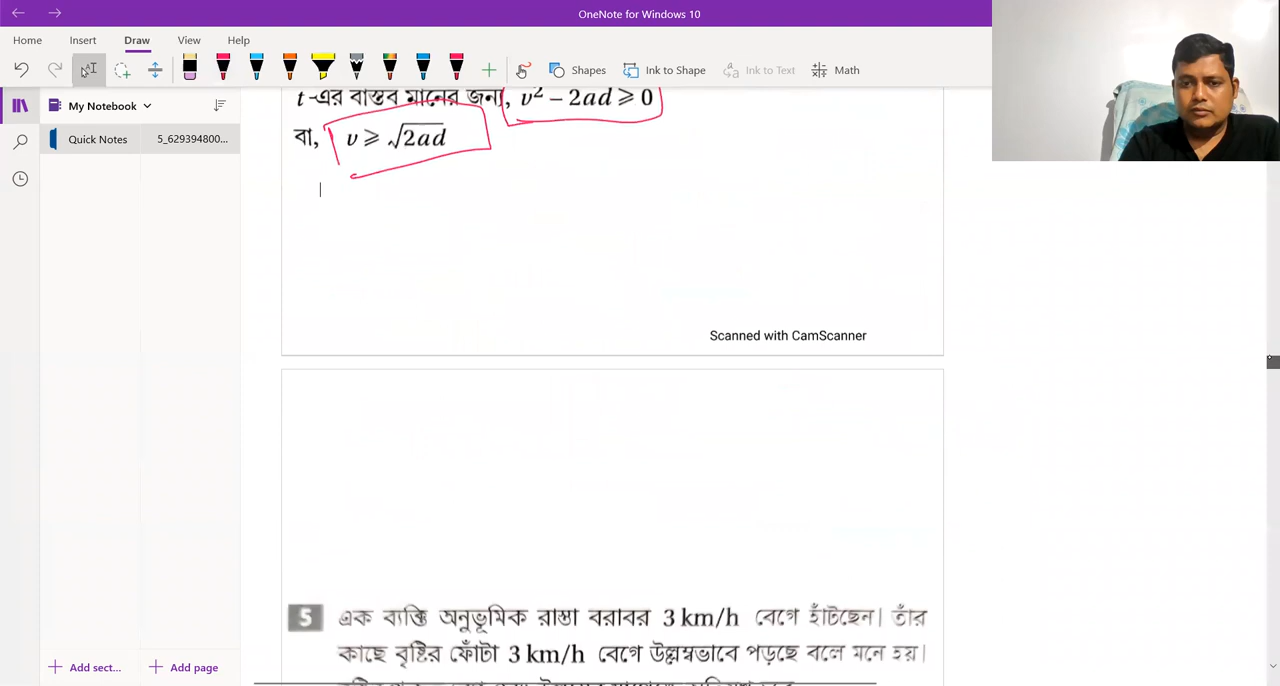 OneNote for Windows 10
Home Insert Draw View Help
Shapes Ink to Shape Ink to Text Math
My Notebook
Quick Notes 5_629394800...
t-এর বাস্তব মানের জন্য, v² − 2ad ⩾ 0
বা, v ⩾ √2ad
Scanned with CamScanner
5 এক ব্যক্তি অনুভূমিক রাস্তা বরাবর 3 km/h বেগে হাঁটছেন। তাঁর
কাছে বৃষ্টির ফোঁটা 3 km/h বেগে উল্লম্বভাবে পড়ছে বলে মনে হয়।
Add sect... Add page